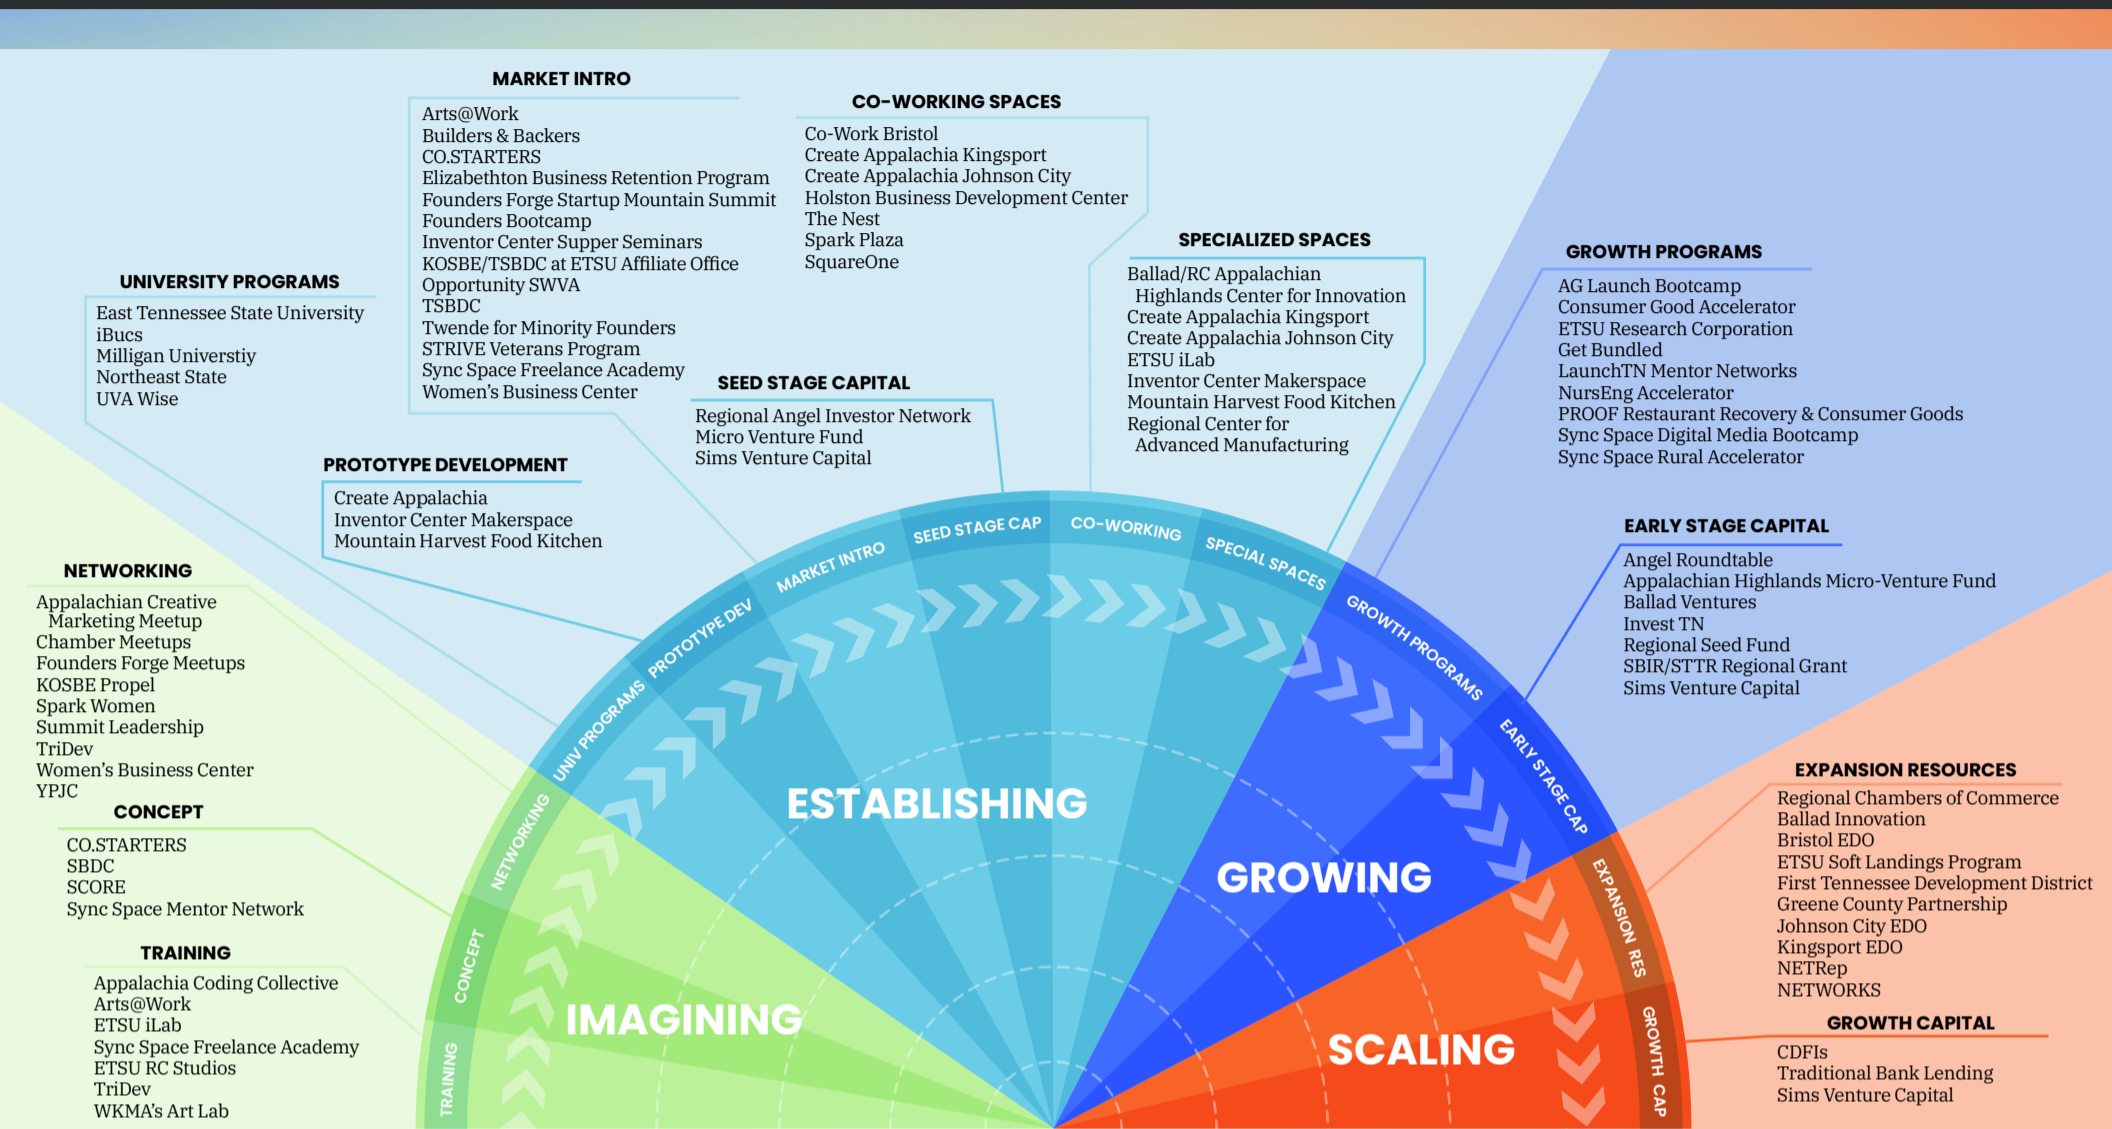 MARKET INTRO
Arts@Work
Builders & Backers
CO.STARTERS
Elizabethton Business Retention Program
Founders Forge Startup Mountain Summit
Founders Bootcamp
Inventor Center Supper Seminars
KOSBE/TSBDC at ETSU Affiliate Office
Opportunity SWVA
TSBDC
Twende for Minority Founders
STRIVE Veterans Program
Sync Space Freelance Academy
Women's Business Center
CO-WORKING SPACES
Co-Work Bristol
Create Appalachia Kingsport
Create Appalachia Johnson City
Holston Business Development Center
The Nest
Spark Plaza
SquareOne
SPECIALIZED SPACES
Ballad/RC Appalachian
Highlands Center for Innovation
Create Appalachia Kingsport
Create Appalachia Johnson City
ETSU iLab
Inventor Center Makerspace
Mountain Harvest Food Kitchen
Regional Center for
Advanced Manufacturing
GROWTH PROGRAMS
AG Launch Bootcamp
Consumer Good Accelerator
ETSU Research Corporation
Get Bundled
LaunchTN Mentor Networks
NursEng Accelerator
PROOF Restaurant Recovery & Consumer Goods
Sync Space Digital Media Bootcamp
Sync Space Rural Accelerator
UNIVERSITY PROGRAMS
East Tennessee State University
iBucs
Milligan Universtiy
Northeast State
UVA Wise
SEED STAGE CAPITAL
Regional Angel Investor Network
Micro Venture Fund
Sims Venture Capital
PROTOTYPE DEVELOPMENT
Create Appalachia
Inventor Center Makerspace
Mountain Harvest Food Kitchen
EARLY STAGE CAPITAL
Angel Roundtable
Appalachian Highlands Micro-Venture Fund
Ballad Ventures
Invest TN
Regional Seed Fund
SBIR/STTR Regional Grant
Sims Venture Capital
NETWORKING
Appalachian Creative
Marketing Meetup
Chamber Meetups
Founders Forge Meetups
KOSBE Propel
Spark Women
Summit Leadership
TriDev
Women's Business Center
YPJC
CONCEPT
CO.STARTERS
SBDC
SCORE
Sync Space Mentor Network
TRAINING
Appalachia Coding Collective
Arts@Work
ETSU iLab
Sync Space Freelance Academy
ETSU RC Studios
TriDev
WKMA's Art Lab
EXPANSION RESOURCES
Regional Chambers of Commerce
Ballad Innovation
Bristol EDO
ETSU Soft Landings Program
First Tennessee Development District
Greene County Partnership
Johnson City EDO
Kingsport EDO
NETRep
NETWORKS
GROWTH CAPITAL
CDFIs
Traditional Bank Lending
Sims Venture Capital
TRAINING
CONCEPT
NETWORKING
UNIV PROGRAMS
PROTOTYPE DEV
MARKET INTRO
SEED STAGE CAP
CO-WORKING
SPECIAL SPACES
GROWTH PROGRAMS
EARLY STAGE CAP
EXPANSION RES
GROWTH CAP
IMAGINING
ESTABLISHING
GROWING
SCALING